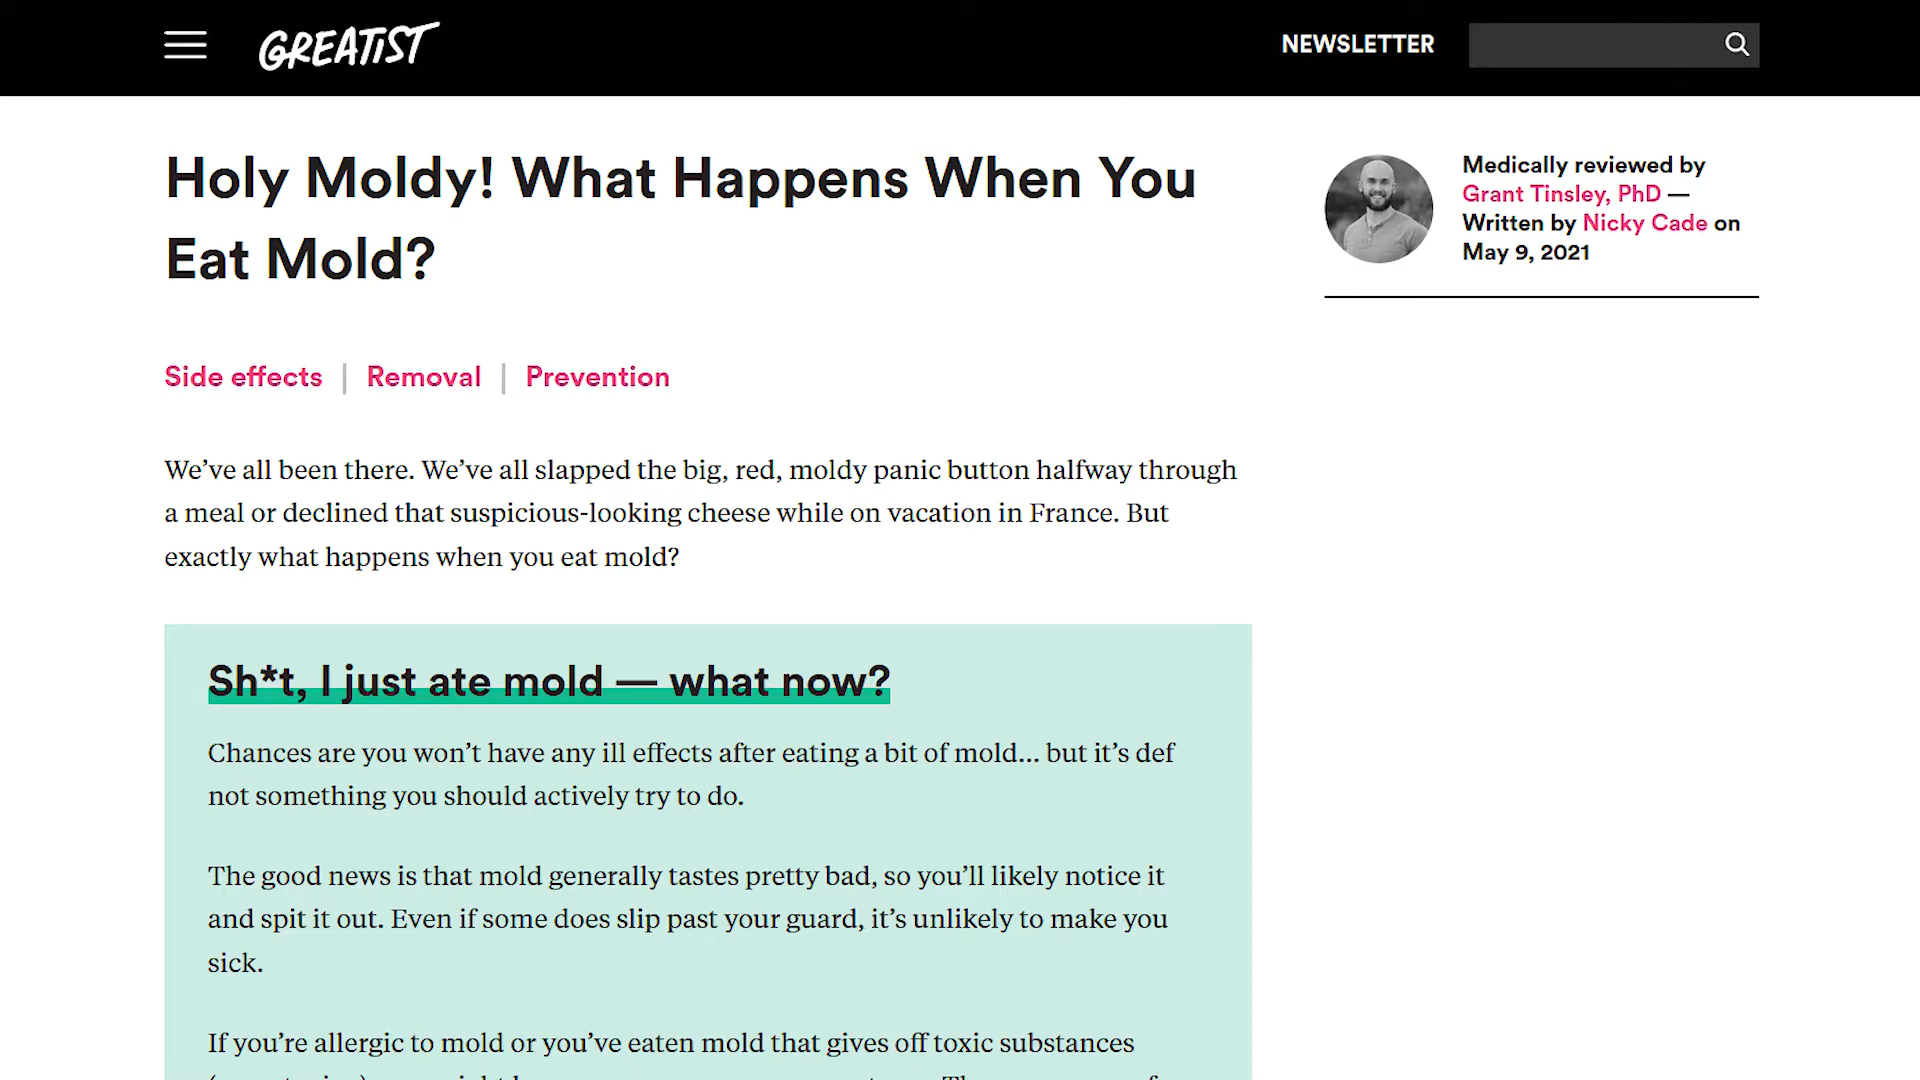 GREATIST
NEWSLETTER
Holy Moldy! What Happens When You
Eat Mold?
Medically reviewed by
Grant Tinsley, PhD —
Written by Nicky Cade on
May 9, 2021
Side effects | Removal | Prevention
We’ve all been there. We’ve all slapped the big, red, moldy panic button halfway through
a meal or declined that suspicious-looking cheese while on vacation in France. But
exactly what happens when you eat mold?
Sh*t, I just ate mold — what now?
Chances are you won’t have any ill effects after eating a bit of mold… but it’s def
not something you should actively try to do.
The good news is that mold generally tastes pretty bad, so you’ll likely notice it
and spit it out. Even if some does slip past your guard, it’s unlikely to make you
sick.
If you’re allergic to mold or you’ve eaten mold that gives off toxic substances